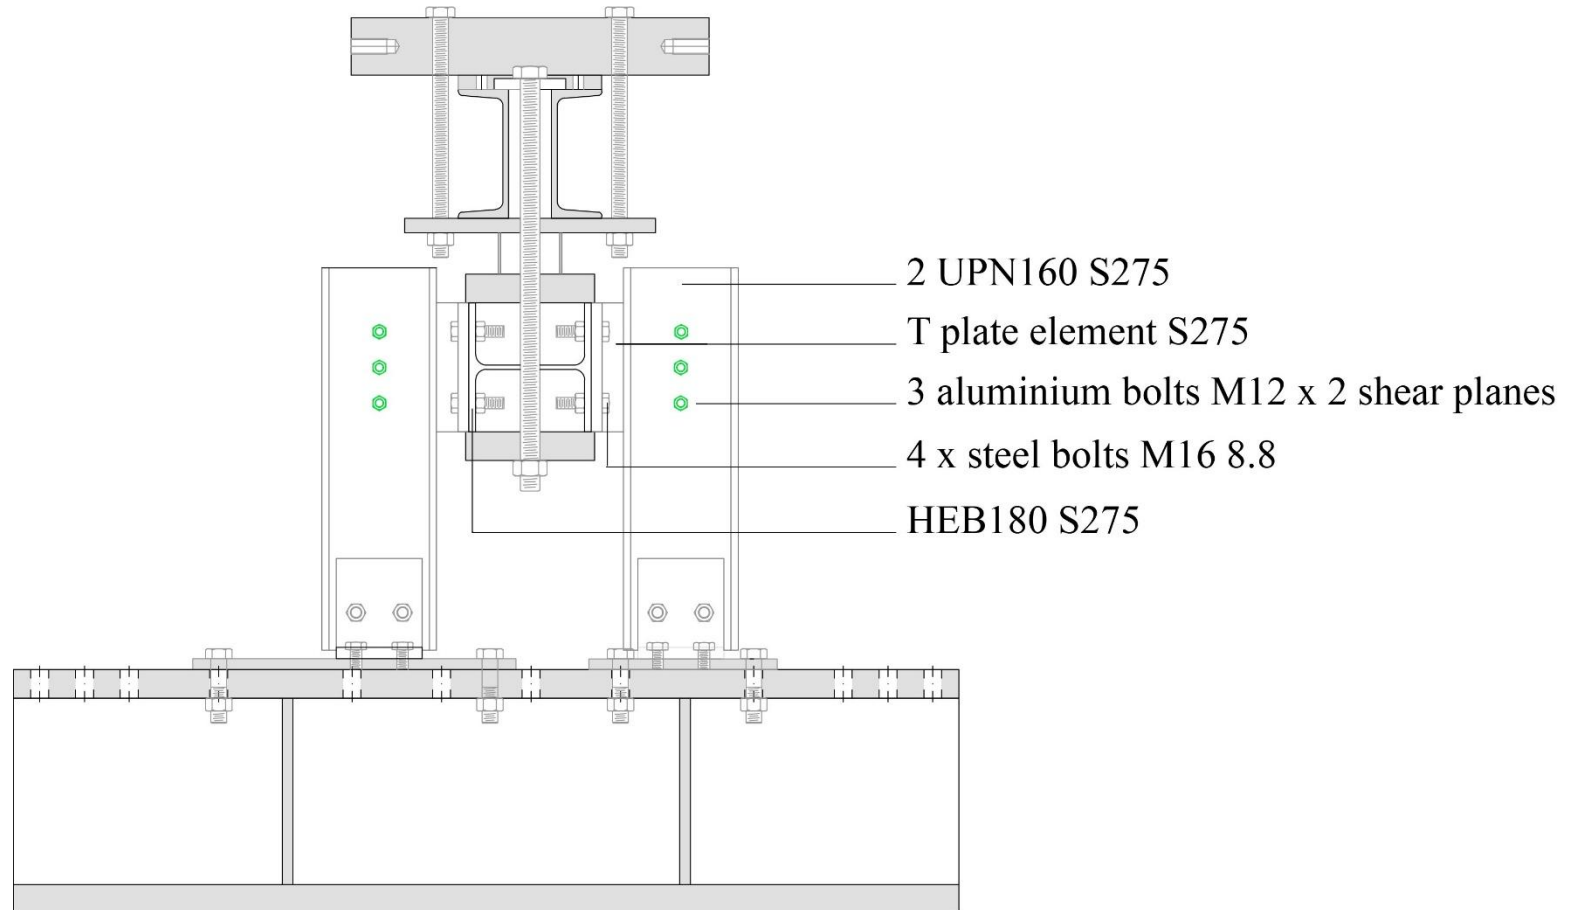 2 UPN160 S275
T plate element S275
3 aluminium bolts M12 x 2 shear planes
4 x steel bolts M16 8.8
HEB180 S275